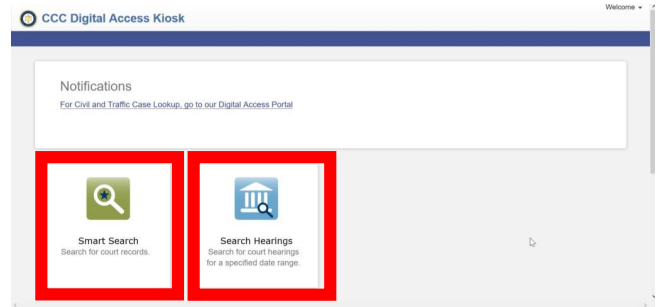 Welcome
CCC Digital Access Kiosk
Notifications
For Civil and Traffic Case Lookup, go to our Digital Access Portal
Smart Search
Search for court records.
Search Hearings
Search for court hearings
for a specified date range.